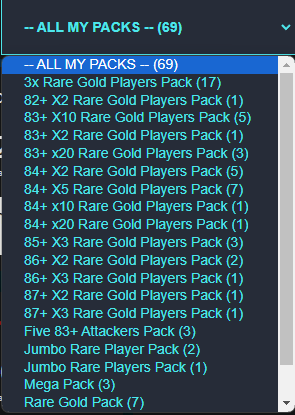 -- ALL MY PACKS -- (69)
-- ALL MY PACKS -- (69)
3x Rare Gold Players Pack (17)
82+ X2 Rare Gold Players Pack (1)
83+ X10 Rare Gold Players Pack (5)
83+ X2 Rare Gold Players Pack (1)
83+ x20 Rare Gold Players Pack (3)
84+ X2 Rare Gold Players Pack (5)
84+ X5 Rare Gold Players Pack (7)
84+ x10 Rare Gold Players Pack (1)
84+ x20 Rare Gold Players Pack (1)
85+ X3 Rare Gold Players Pack (3)
86+ X2 Rare Gold Players Pack (2)
86+ X3 Rare Gold Players Pack (1)
87+ X2 Rare Gold Players Pack (1)
87+ X3 Rare Gold Players Pack (1)
Five 83+ Attackers Pack (3)
Jumbo Rare Player Pack (2)
Jumbo Rare Players Pack (1)
Mega Pack (3)
Rare Gold Pack (7)